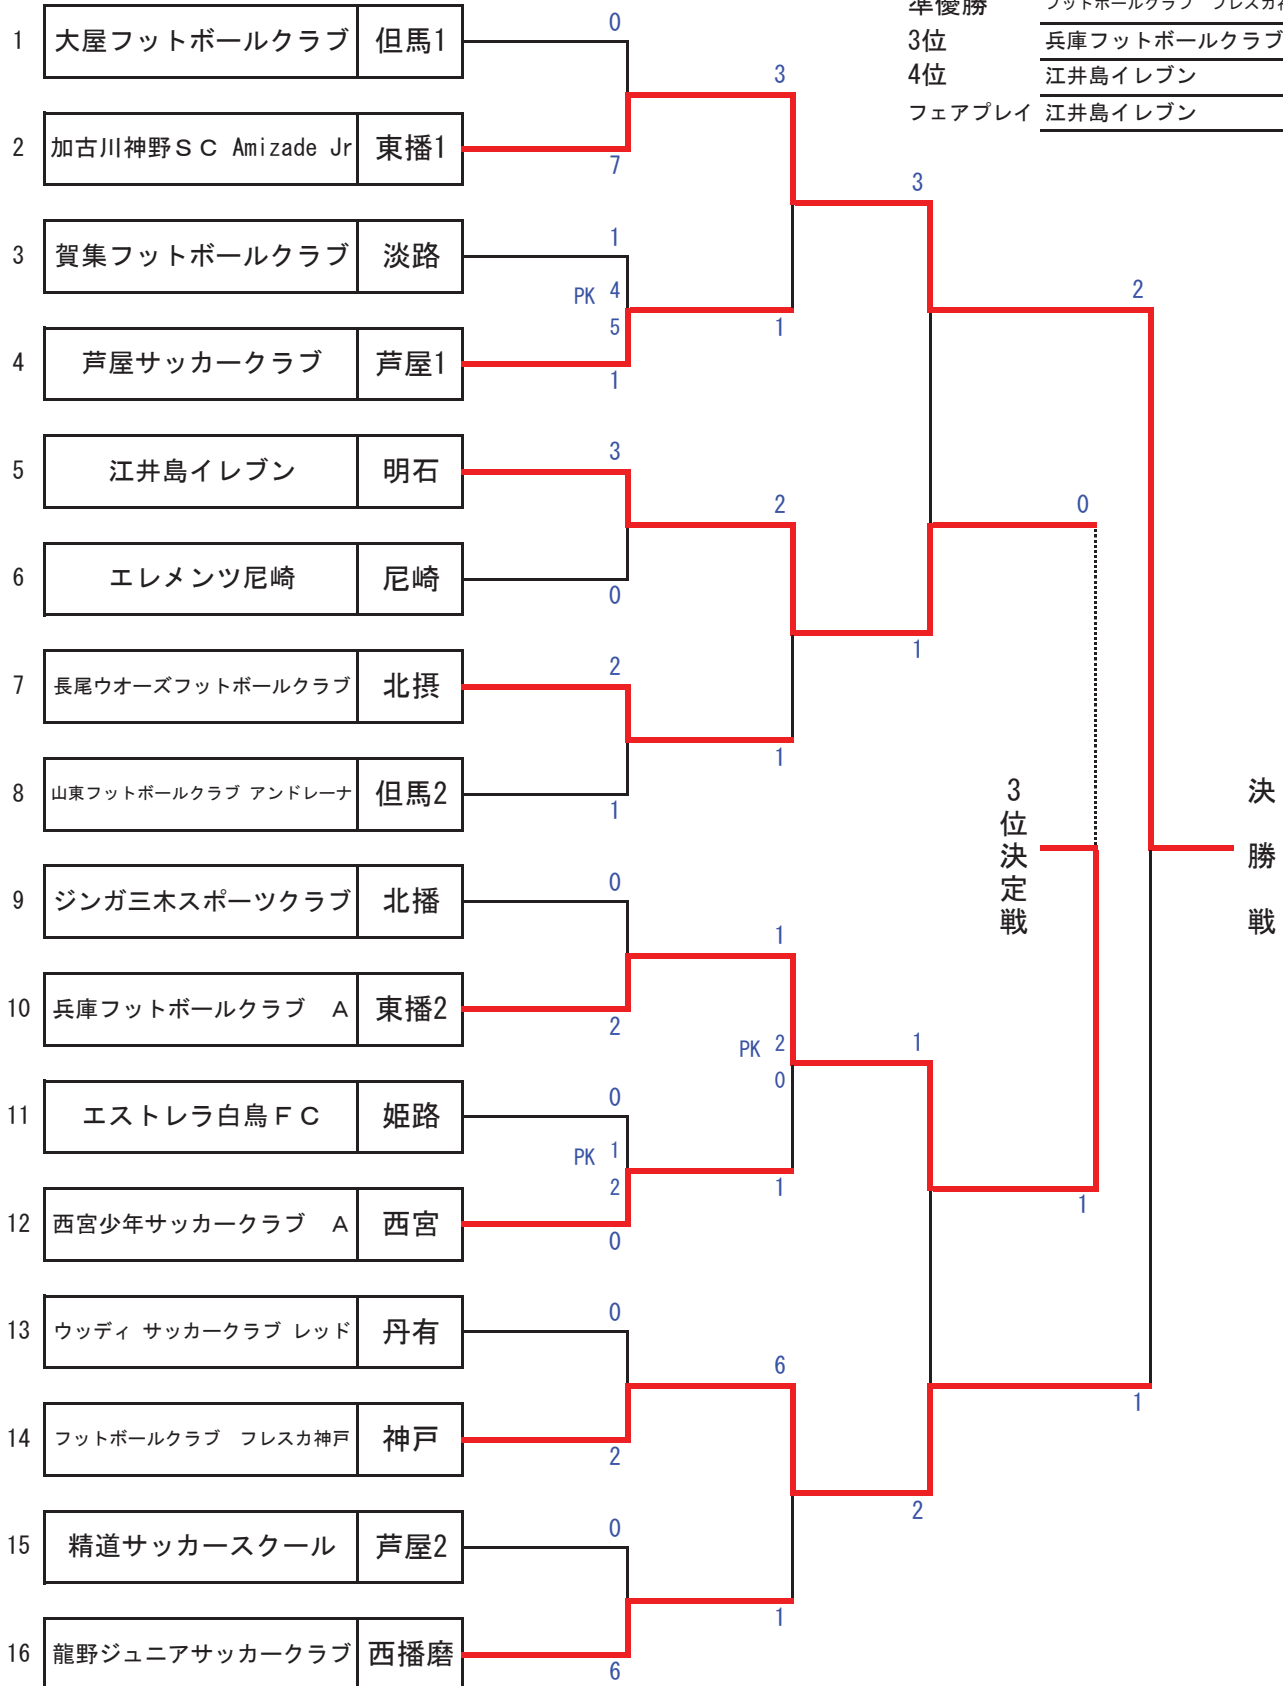 準優勝 フットボールクラブ　フレスカ神
3位 兵庫フットボールクラブ
4位 江井島イレブン
フェアプレイ 江井島イレブン
1 大屋フットボールクラブ 但馬1 0
3
2 加古川神野ＳＣ Amizade Jr 東播1 7
3
3 賀集フットボールクラブ 淡路 1
PK 4
5
1
2
4 芦屋サッカークラブ 芦屋1 1
5 江井島イレブン 明石 3
2
0
6 エレメンツ尼崎 尼崎 0
1
7 長尾ウオーズフットボールクラブ 北摂 2
1
8 山東フットボールクラブ アンドレーナ 但馬2 1
3位決定戦
決勝戦
9 ジンガ三木スポーツクラブ 北播 0
1
10 兵庫フットボールクラブ　Ａ 東播2 2
PK 2
0
1
11 エストレラ白鳥ＦＣ 姫路 0
PK 1
2
1
1
12 西宮少年サッカークラブ　Ａ 西宮 0
13 ウッディ サッカークラブ レッド 丹有 0
6
1
14 フットボールクラブ　フレスカ神戸 神戸 2
2
15 精道サッカースクール 芦屋2 0
1
16 龍野ジュニアサッカークラブ 西播磨 6